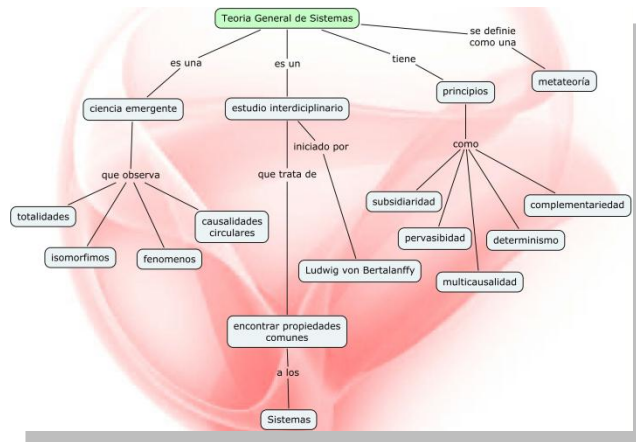 Teoria General de Sistemas
es una
es un
tiene
se definie
como una
ciencia emergente
estudio interdiciplinario
principios
metateoría
que observa
que trata de
iniciado por
como
totalidades
isomorfimos
fenomenos
causalidades
circulares
subsidiaridad
pervasibidad
multicausalidad
determinismo
complementariedad
Ludwig von Bertalanffy
encontrar propiedades
comunes
a los
Sistemas